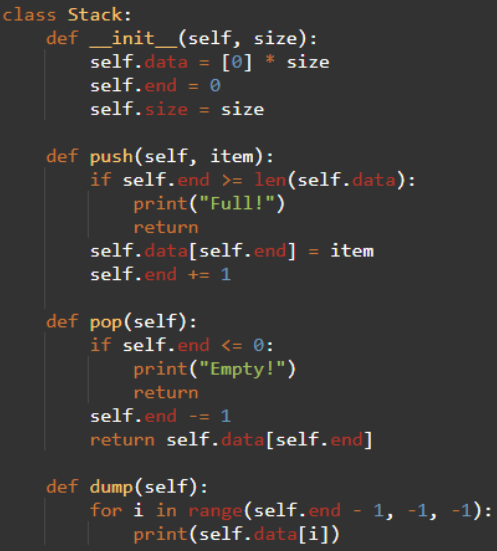 class Stack:
    def __init__(self, size):
        self.data = [0] * size
        self.end = 0
        self.size = size

    def push(self, item):
        if self.end >= len(self.data):
            print("Full!")
            return
        self.data[self.end] = item
        self.end += 1

    def pop(self):
        if self.end <= 0:
            print("Empty!")
            return
        self.end -= 1
        return self.data[self.end]

    def dump(self):
        for i in range(self.end - 1, -1, -1):
            print(self.data[i])